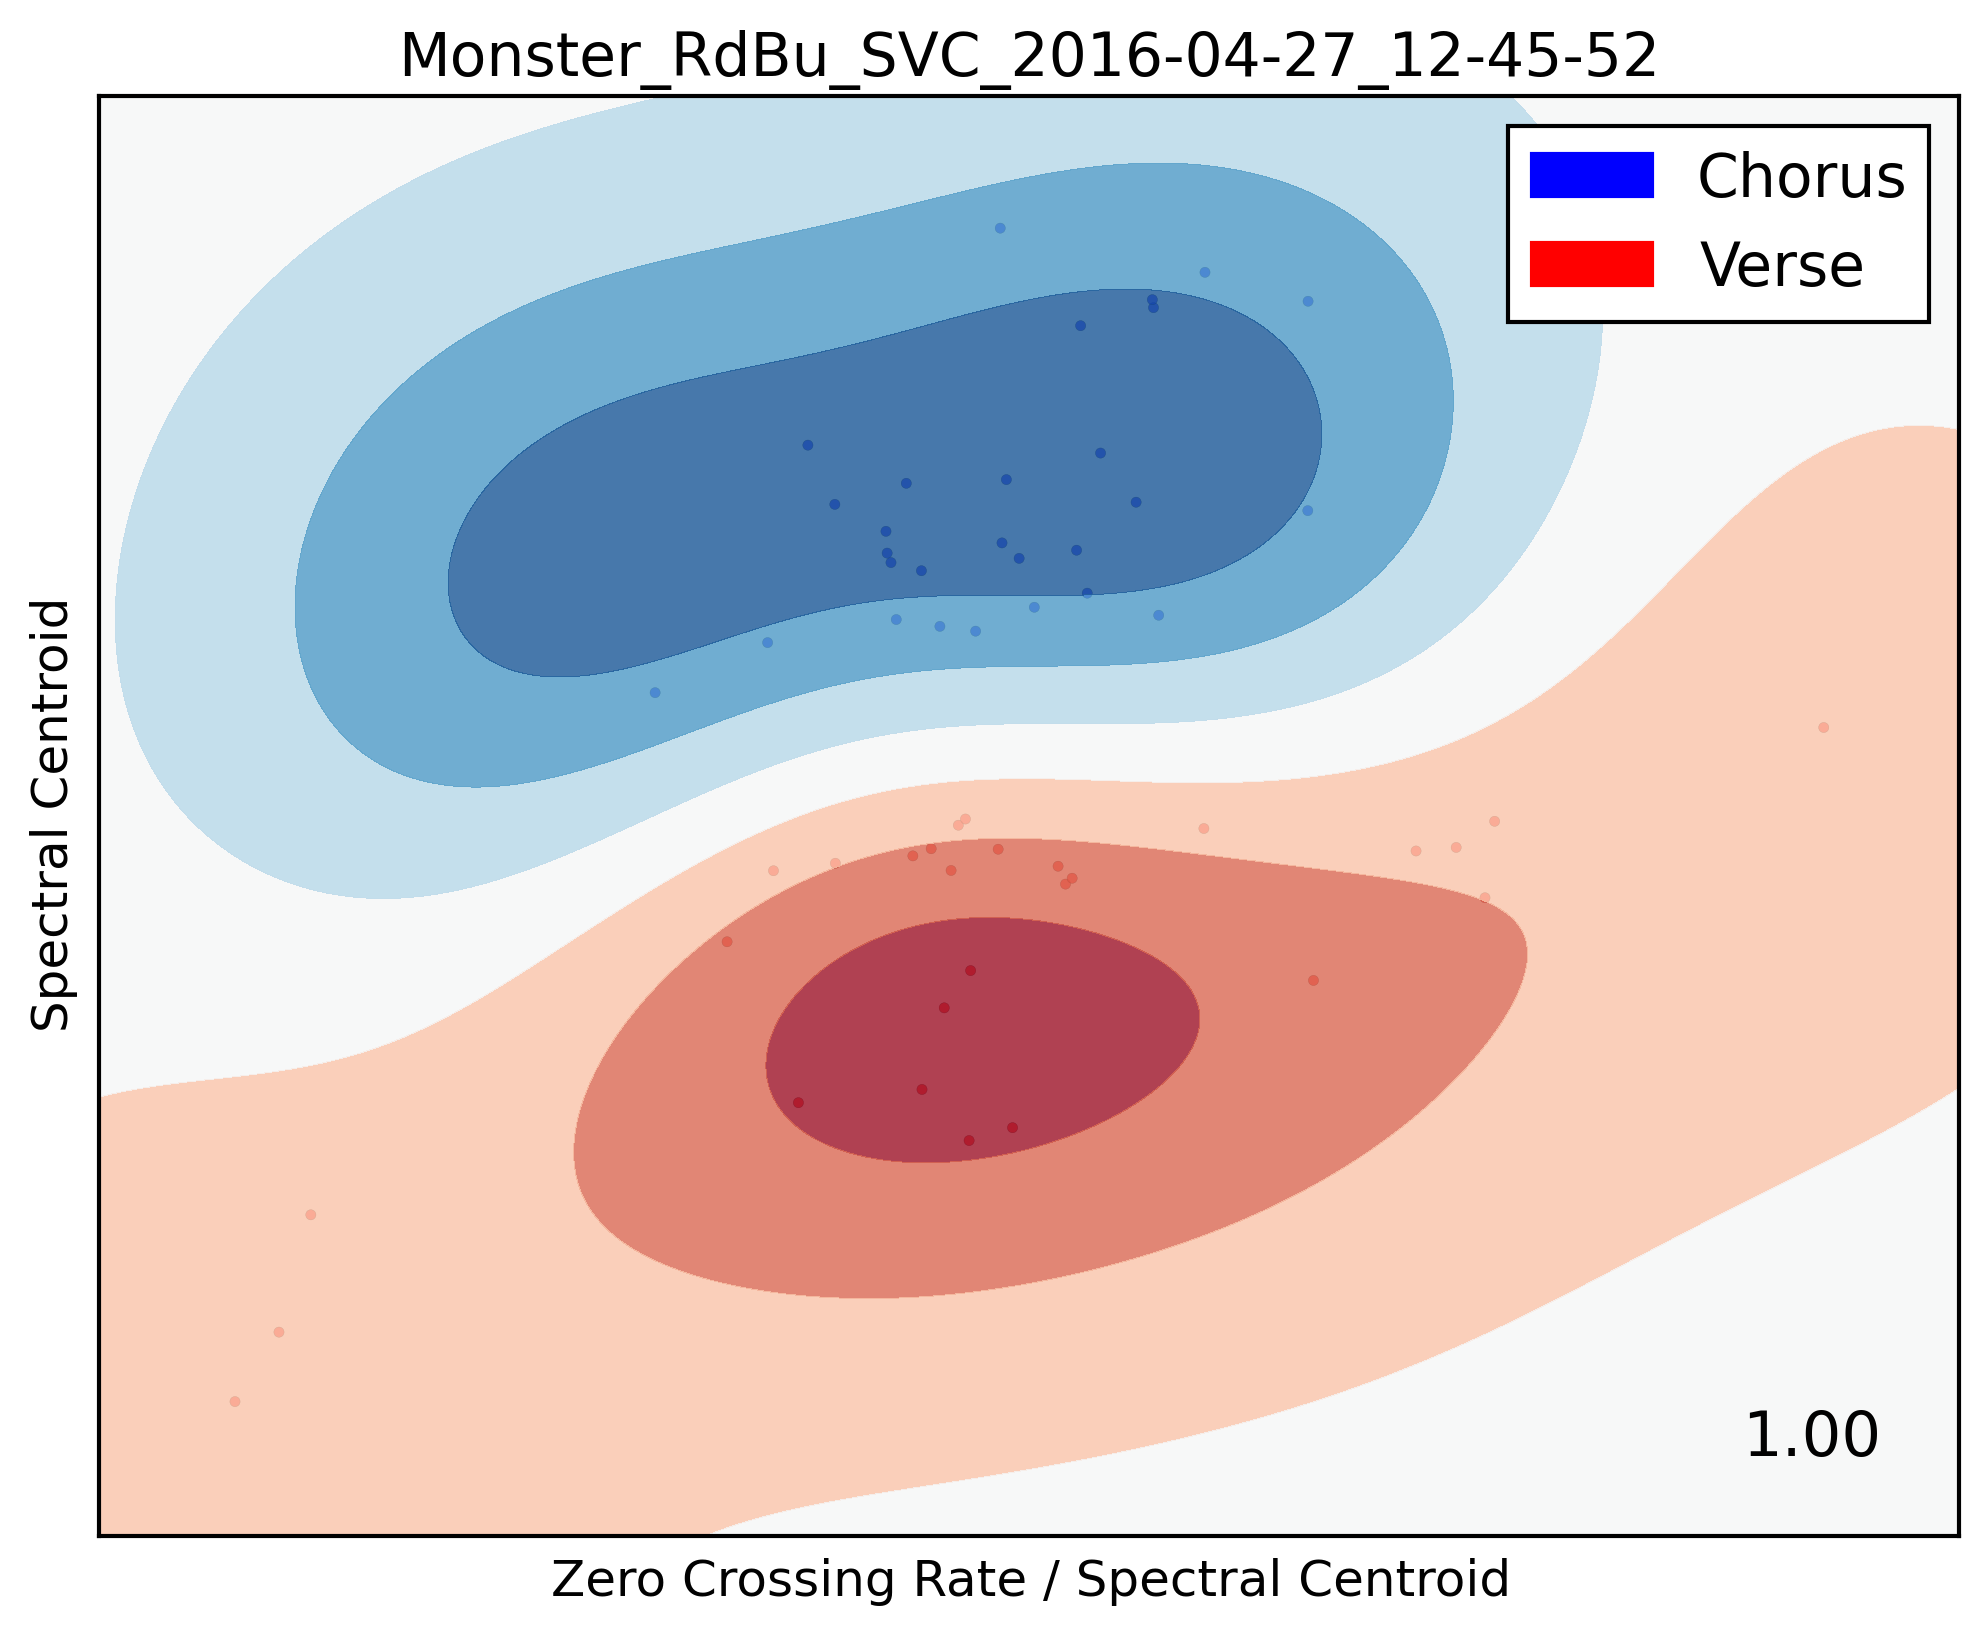 Monster_RdBu_SVC_2016-04-27_12-45-52
Chorus
Verse
Spectral Centroid
1.00
Zero Crossing Rate / Spectral Centroid